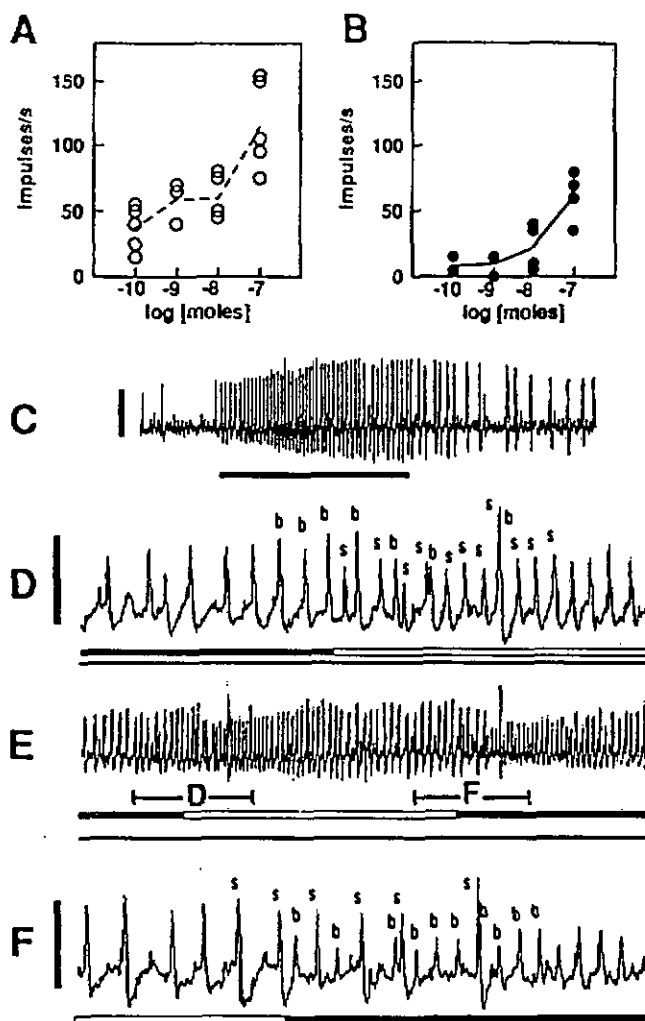 A B
150 150
100 100
50 50
0 0
Impulses/s Impulses/s
-10 -9 -8 -7 -10 -9 -8 -7
log [moles] log [moles]
C
D
b b b b s s b s s b s s s s b s s s
E
D F
F
s s b s b s b s b b b s b b b b